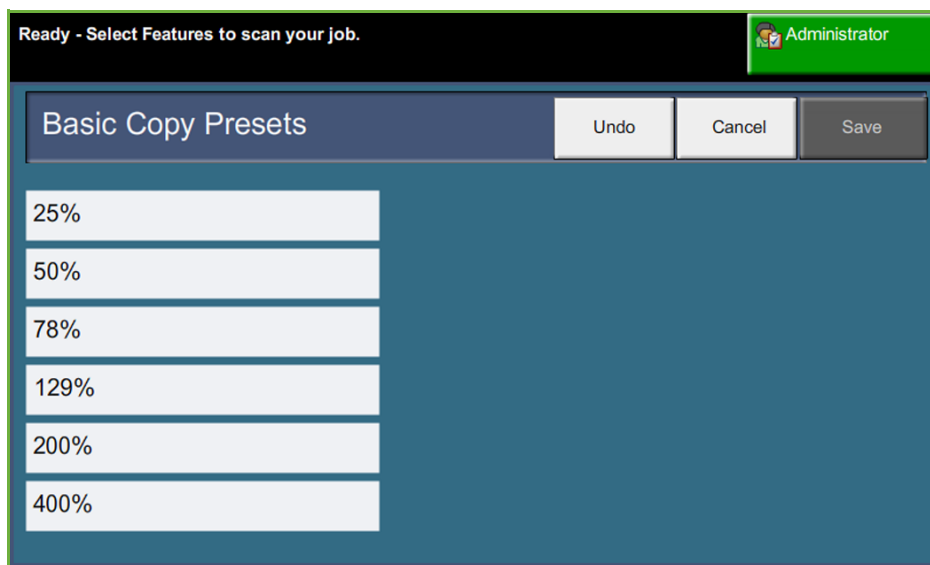 Ready - Select Features to scan your job.
Administrator
Basic Copy Presets
Undo
Cancel
Save
25%
50%
78%
129%
200%
400%